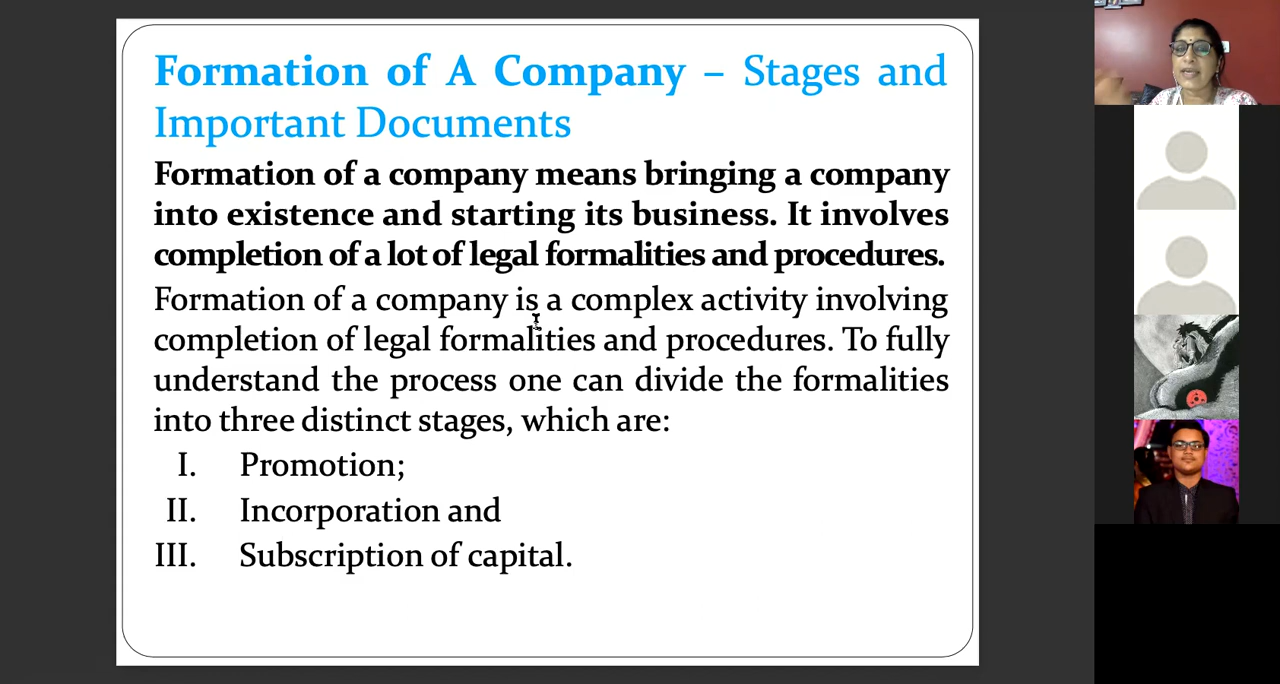 Formation of A Company – Stages and
Important Documents
Formation of a company means bringing a company
into existence and starting its business. It involves
completion of a lot of legal formalities and procedures.
Formation of a company is a complex activity involving
completion of legal formalities and procedures. To fully
understand the process one can divide the formalities
into three distinct stages, which are:
I. Promotion;
II. Incorporation and
III. Subscription of capital.